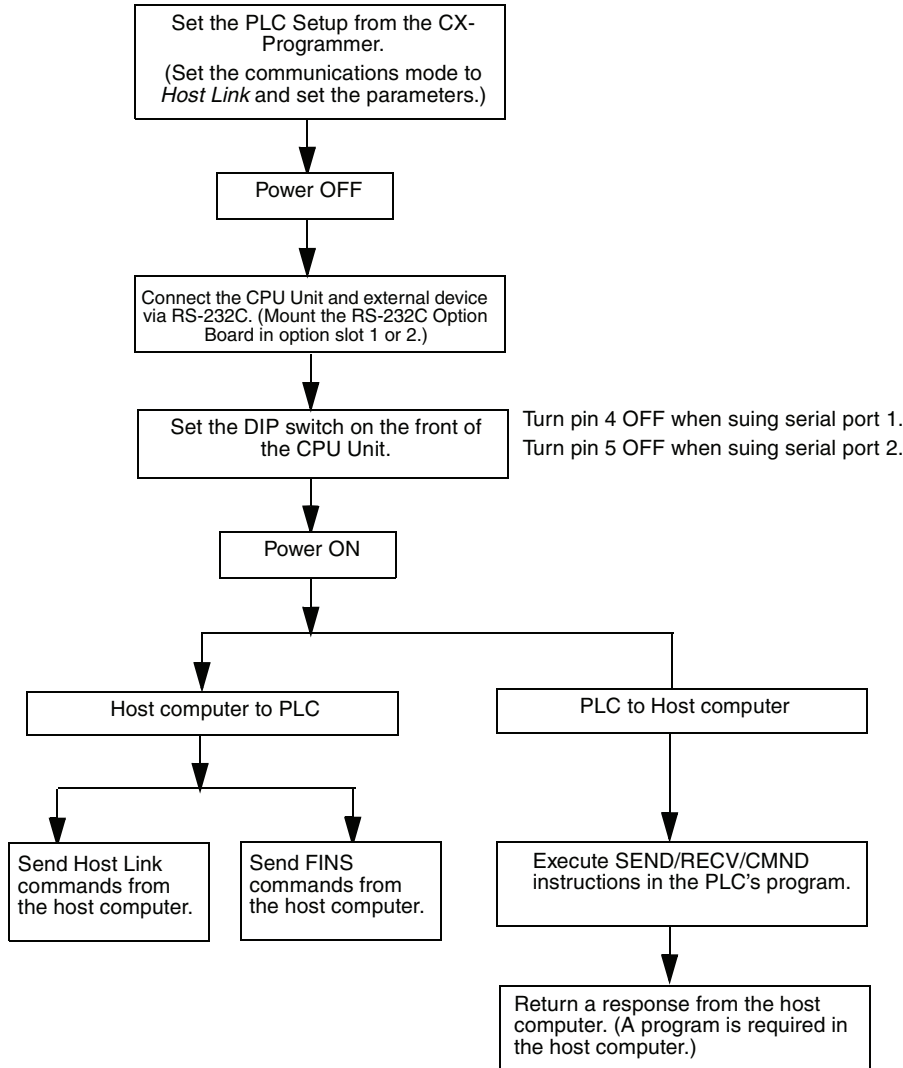 Set the PLC Setup from the CX-
Programmer.
(Set the communications mode to
Host Link and set the parameters.)
Power OFF
Connect the CPU Unit and external device
via RS-232C. (Mount the RS-232C Option
Board in option slot 1 or 2.)
Set the DIP switch on the front of
the CPU Unit.
Turn pin 4 OFF when suing serial port 1.
Turn pin 5 OFF when suing serial port 2.
Power ON
Host computer to PLC
PLC to Host computer
Send Host Link
commands from
the host computer.
Send FINS
commands from
the host computer.
Execute SEND/RECV/CMND
instructions in the PLC's program.
Return a response from the host
computer. (A program is required in
the host computer.)